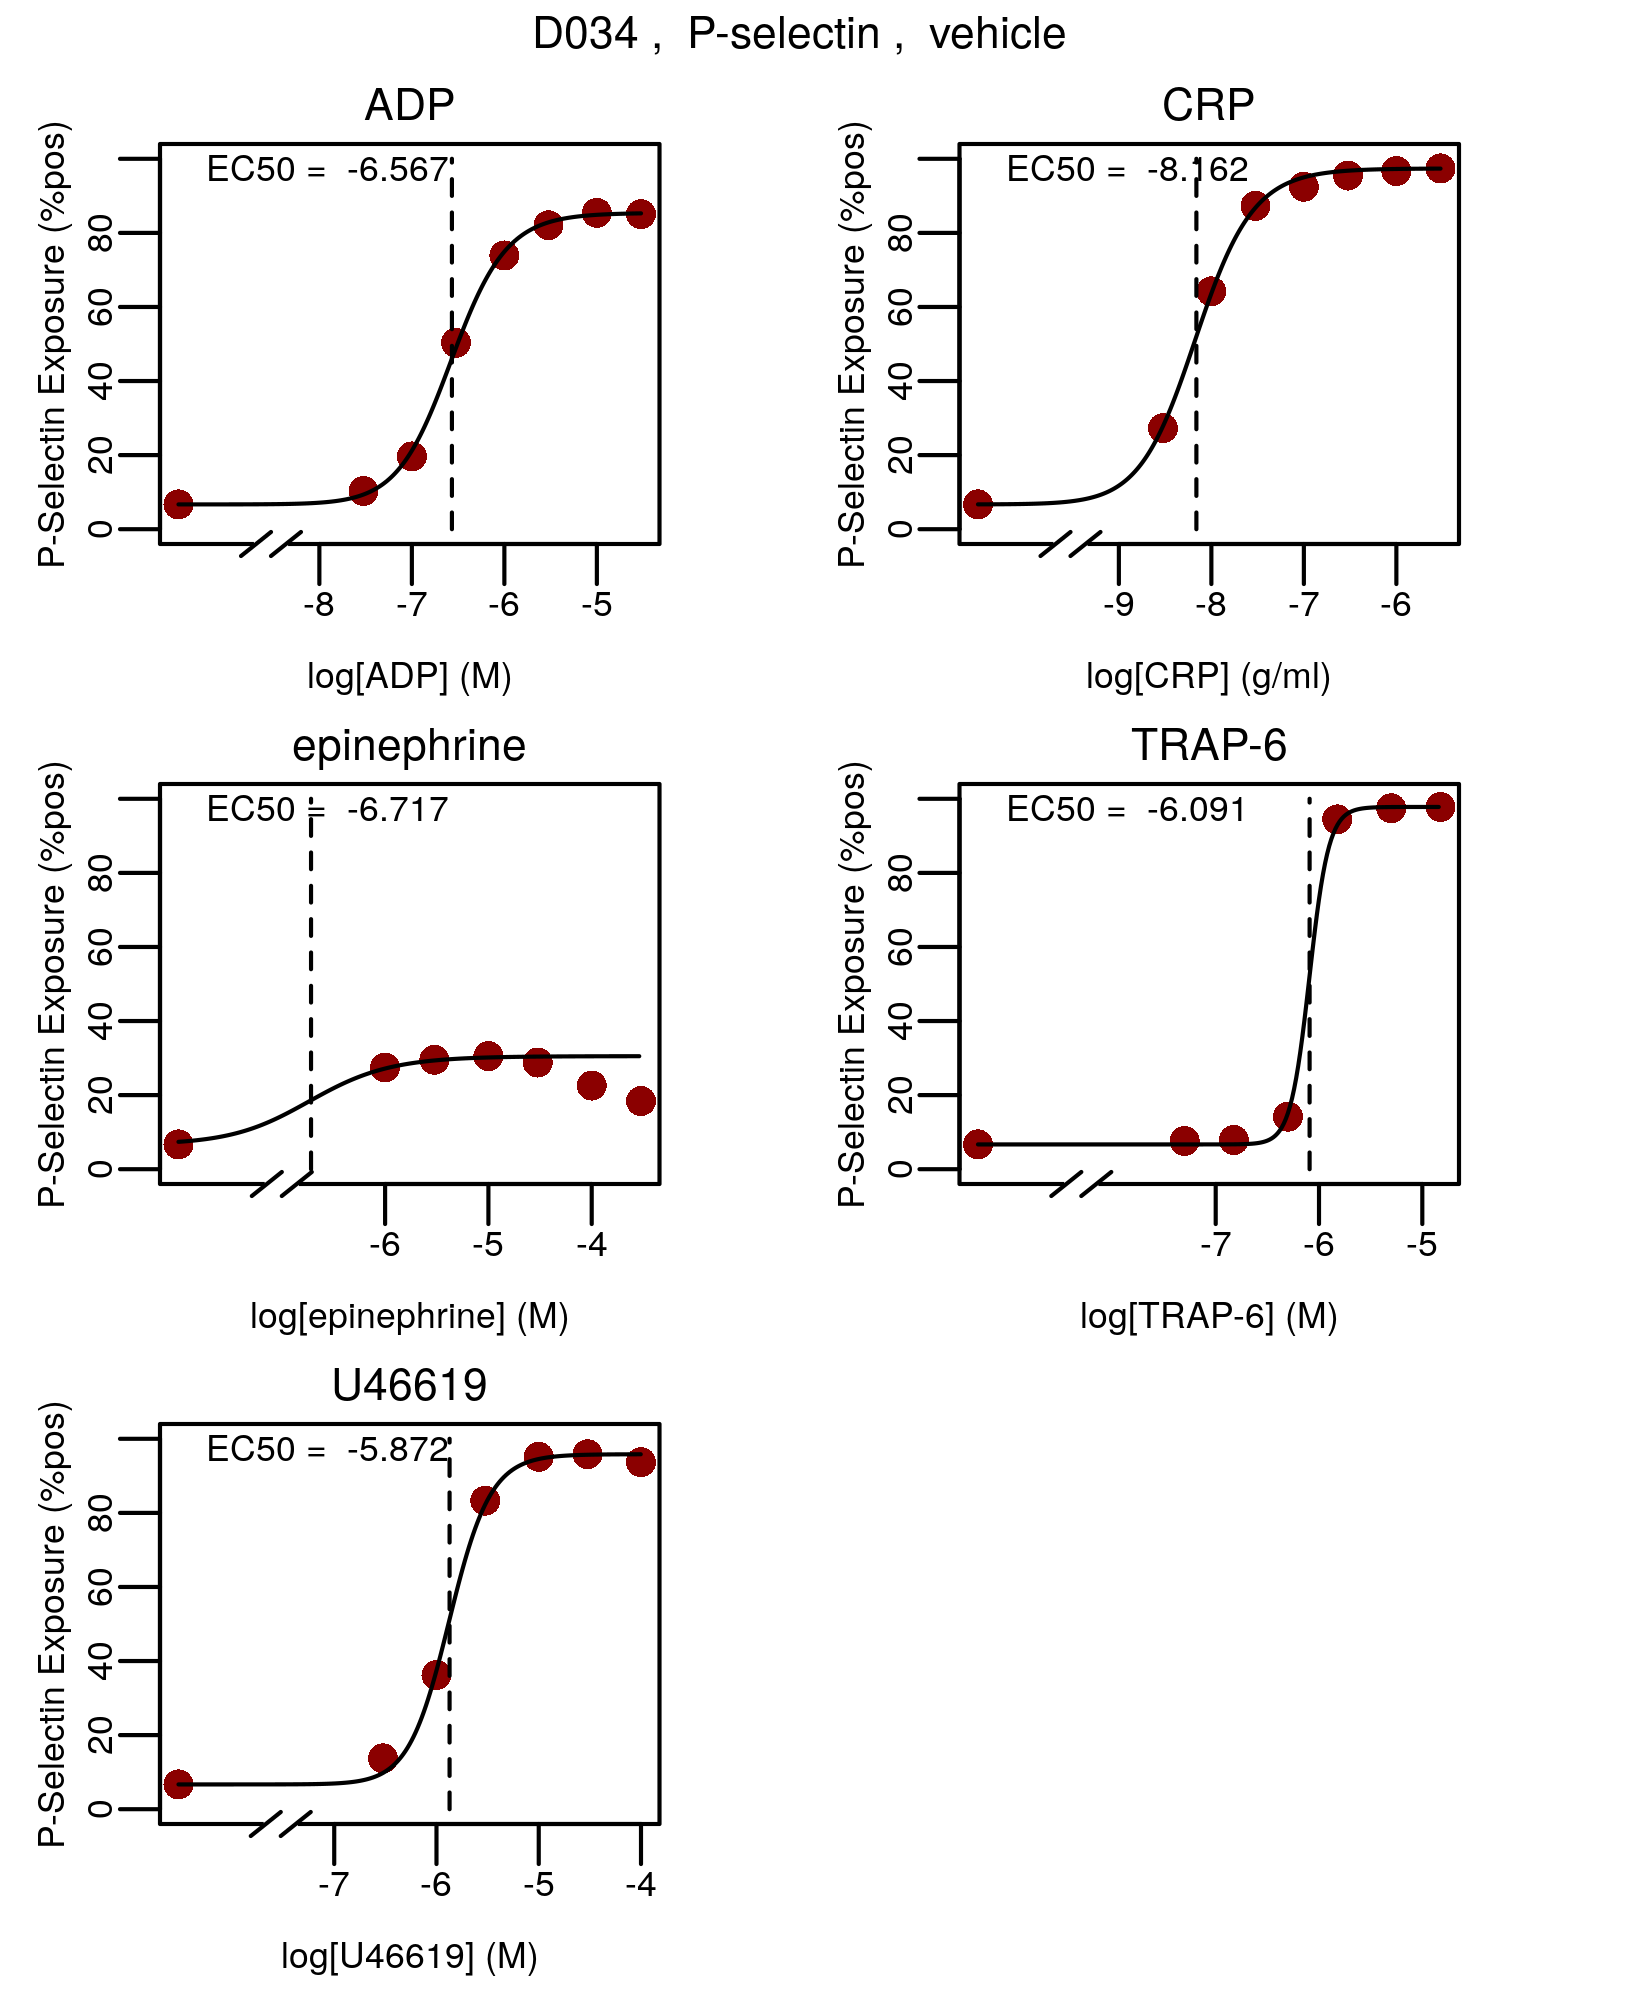 D034 ,  P-selectin ,  vehicle
ADP
P-Selectin Exposure (%pos)
EC50 =  -6.567
80
60
40
20
0
-8 -7 -6 -5
log[ADP] (M)
CRP
P-Selectin Exposure (%pos)
EC50 =  -8.162
80
60
40
20
0
-9 -8 -7 -6
log[CRP] (g/ml)
epinephrine
P-Selectin Exposure (%pos)
EC50 =  -6.717
80
60
40
20
0
-6 -5 -4
log[epinephrine] (M)
TRAP-6
P-Selectin Exposure (%pos)
EC50 =  -6.091
80
60
40
20
0
-7 -6 -5
log[TRAP-6] (M)
U46619
P-Selectin Exposure (%pos)
EC50 =  -5.872
80
60
40
20
0
-7 -6 -5 -4
log[U46619] (M)